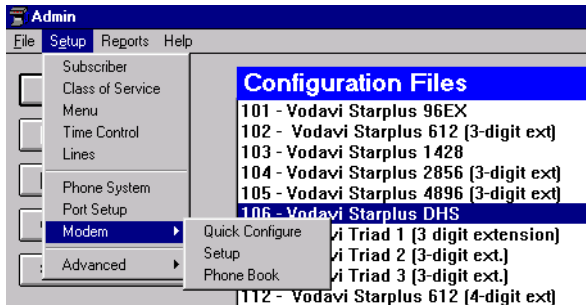 Admin
File Setup Reports Help
Subscriber
Class of Service
Menu
Time Control
Lines
Phone System
Port Setup
Modem
Advanced
Quick Configure
Setup
Phone Book
Configuration Files
101 - Vodavi Starplus 96EX
102 - Vodavi Starplus 612 (3-digit ext)
103 - Vodavi Starplus 1428
104 - Vodavi Starplus 2856 (3-digit ext)
105 - Vodavi Starplus 4896 (3-digit ext)
106 - Vodavi Starplus DHS
vi Triad 1 (3 digit extension)
vi Triad 2 (3-digit ext.)
vi Triad 3 (3-digit ext.)
112 - Vodavi Starplus 612 (4-digit ext)